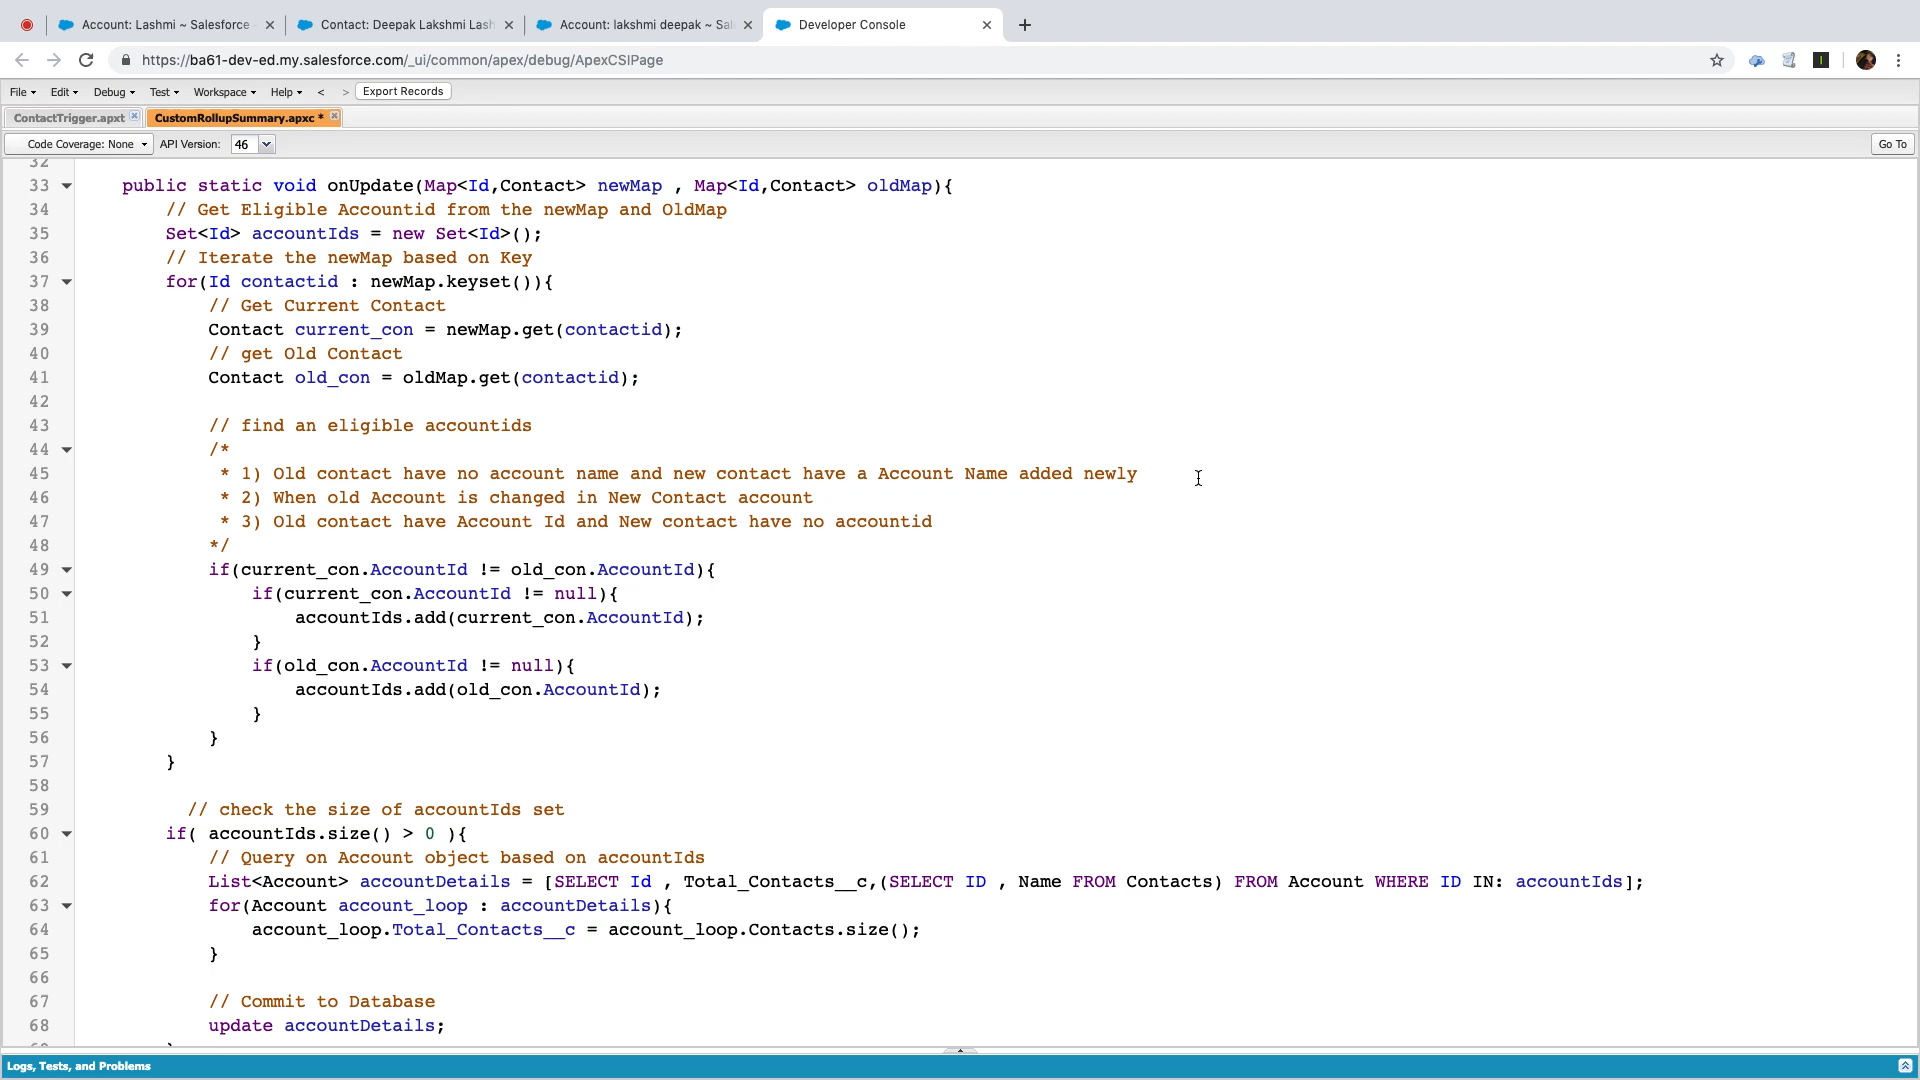 Account: Lashmi ~ Salesforce
Contact: Deepak Lakshmi Lash
Account: lakshmi deepak ~ Sal
Developer Console
https://ba61-dev-ed.my.salesforce.com/_ui/common/apex/debug/ApexCSIPage
File Edit Debug Test Workspace Help < > Export Records
ContactTrigger.apxt CustomRollupSummary.apxc *
Code Coverage: None API Version: 46 Go To
32
33 public static void onUpdate(Map<Id,Contact> newMap , Map<Id,Contact> oldMap){
34 // Get Eligible Accountid from the newMap and OldMap
35 Set<Id> accountIds = new Set<Id>();
36 // Iterate the newMap based on Key
37 for(Id contactid : newMap.keyset()){
38 // Get Current Contact
39 Contact current_con = newMap.get(contactid);
40 // get Old Contact
41 Contact old_con = oldMap.get(contactid);
42
43 // find an eligible accountids
44 /*
45 * 1) Old contact have no account name and new contact have a Account Name added newly
46 * 2) When old Account is changed in New Contact account
47 * 3) Old contact have Account Id and New contact have no accountid
48 */
49 if(current_con.AccountId != old_con.AccountId){
50 if(current_con.AccountId != null){
51 accountIds.add(current_con.AccountId);
52 }
53 if(old_con.AccountId != null){
54 accountIds.add(old_con.AccountId);
55 }
56 }
57 }
58
59 // check the size of accountIds set
60 if( accountIds.size() > 0 ){
61 // Query on Account object based on accountIds
62 List<Account> accountDetails = [SELECT Id , Total_Contacts__c,(SELECT ID , Name FROM Contacts) FROM Account WHERE ID IN: accountIds];
63 for(Account account_loop : accountDetails){
64 account_loop.Total_Contacts__c = account_loop.Contacts.size();
65 }
66
67 // Commit to Database
68 update accountDetails;
Logs, Tests, and Problems